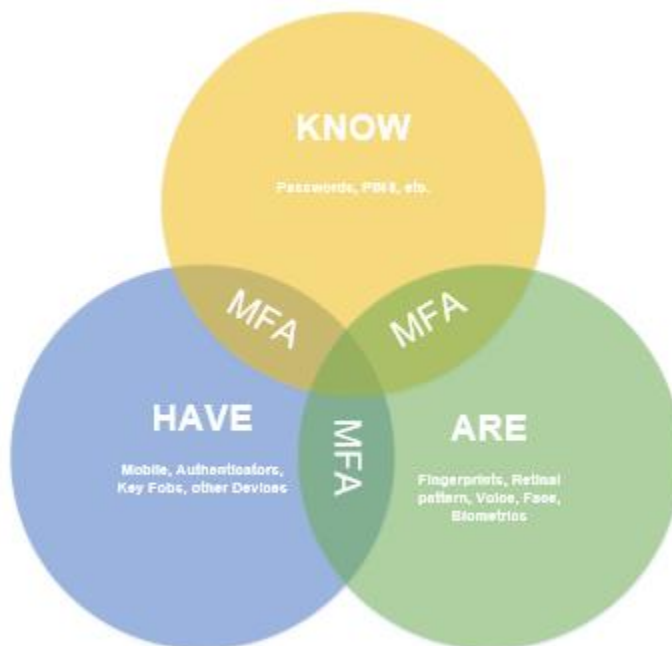 KNOW
Passwords, PINS, etc.
MFA
MFA
HAVE
Mobile, Authenticators,
Key Fobs, other Devices
MFA
ARE
Fingerprints, Retinal
pattern, Voice, Face,
Biometrics